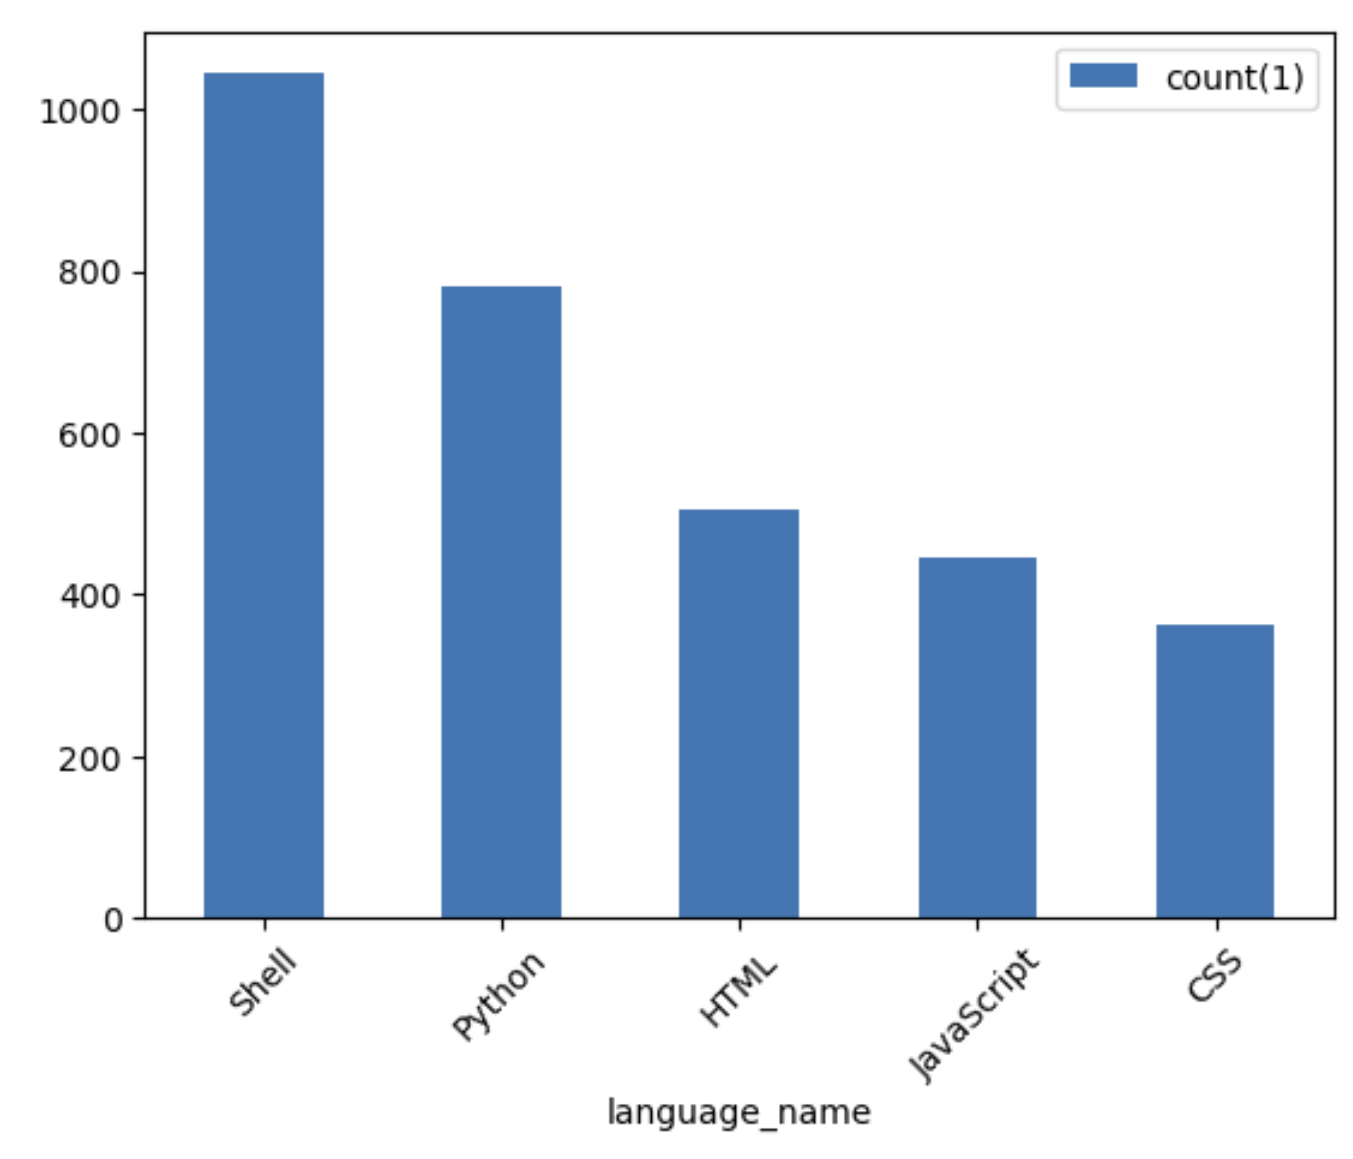 count(1)
1000
800
600
400
200
0
Shell
Python
HTML
JavaScript
CSS
language_name